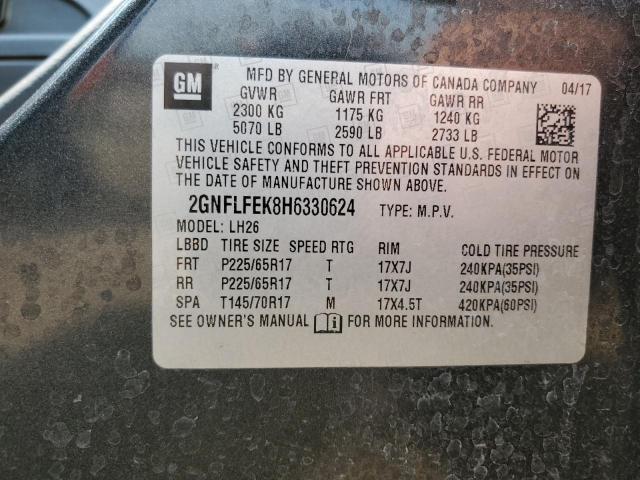 GM
MFD BY GENERAL MOTORS OF CANADA COMPANY 04/17
GVWR GAWR FRT GAWR RR
2300 KG 1175 KG 1240 KG
5070 LB 2590 LB 2733 LB
THIS VEHICLE CONFORMS TO ALL APPLICABLE U.S. FEDERAL MOTOR
VEHICLE SAFETY AND THEFT PREVENTION STANDARDS IN EFFECT ON
THE DATE OF MANUFACTURE SHOWN ABOVE.
2GNFLFEK8H6330624 TYPE: M.P.V.
MODEL: LH26
LBBD TIRE SIZE SPEED RTG RIM COLD TIRE PRESSURE
FRT P225/65R17 T 17X7J 240KPA(35PSI)
RR P225/65R17 T 17X7J 240KPA(35PSI)
SPA T145/70R17 M 17X4.5T 420KPA(60PSI)
SEE OWNER'S MANUAL FOR MORE INFORMATION.